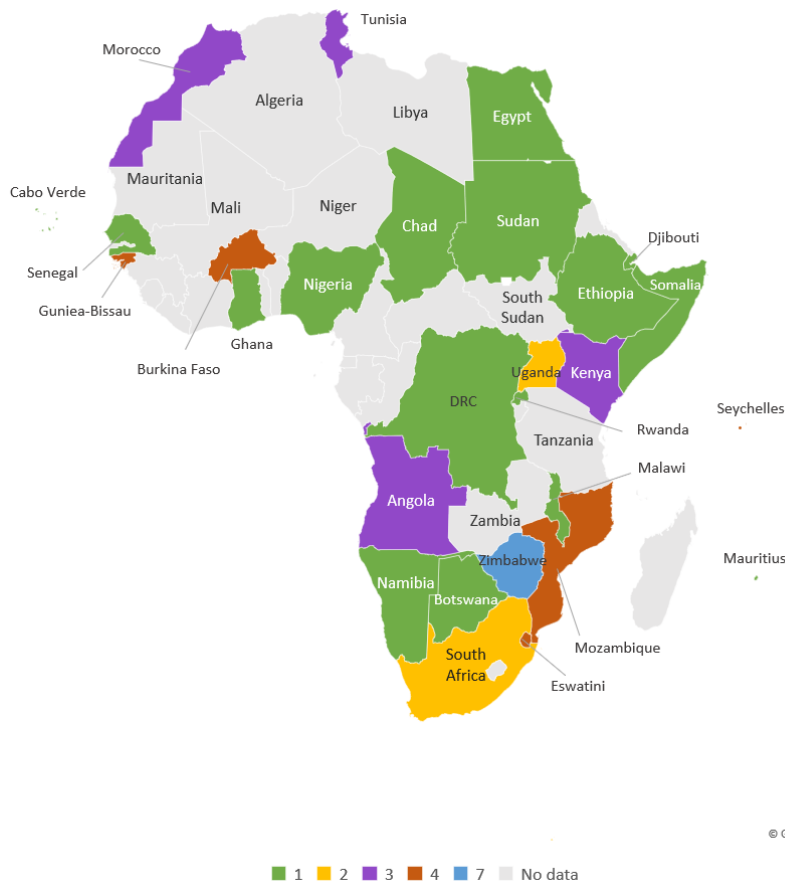 Tunisia
Morocco
Algeria
Libya
Egypt
Mauritania
Cabo Verde
Mali
Niger
Chad
Sudan
Djibouti
Senegal
Nigeria
Ethiopia
Somalia
Guniea-Bissau
South
Sudan
Ghana
Burkina Faso
Uganda
Kenya
DRC
Seychelles
Rwanda
Tanzania
Malawi
Angola
Zambia
Mauritius
Zimbabwe
Namibia
Botswana
Mozambique
South
Africa
Eswatini
© G
1 2 3 4 7 No data